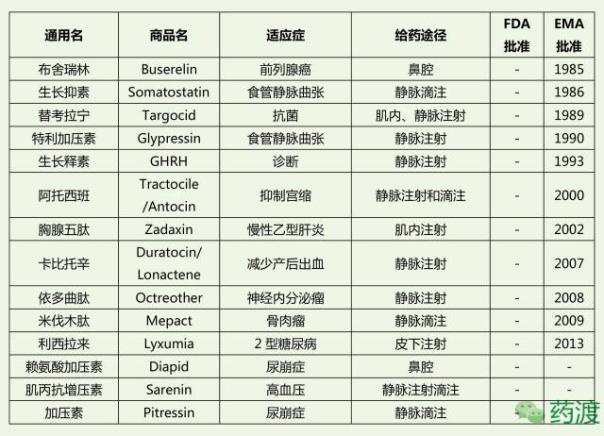 通用名 商品名 适应症 给药途径 FDA 批准 EMA 批准
布舍瑞林 Buserelin 前列腺癌 鼻腔 - 1985
生长抑素 Somatostatin 食管静脉曲张 静脉滴注 - 1986
替考拉宁 Targocid 抗菌 肌内、静脉注射 - 1989
特利加压素 Glypressin 食管静脉曲张 静脉注射 - 1990
生长释素 GHRH 诊断 静脉注射 - 1993
阿托西班 Tractocile /Antocin 抑制宫缩 静脉注射和滴注 - 2000
胸腺五肽 Zadaxin 慢性乙型肝炎 肌内注射 - 2002
卡比托辛 Duratocin/ Lonactene 减少产后出血 静脉注射 - 2007
依多曲肽 Octreother 神经内分泌瘤 静脉注射 - 2008
米伐木肽 Mepact 骨肉瘤 静脉滴注 - 2009
利西拉来 Lyxumia 2型糖尿病 皮下注射 - 2013
赖氨酸加压素 Diapid 尿崩症 鼻腔 - -
肌丙抗增压素 Sarenin 高血压 静脉注射滴注 - -
加压素 Pitressin 尿崩症 静脉滴注
药渡